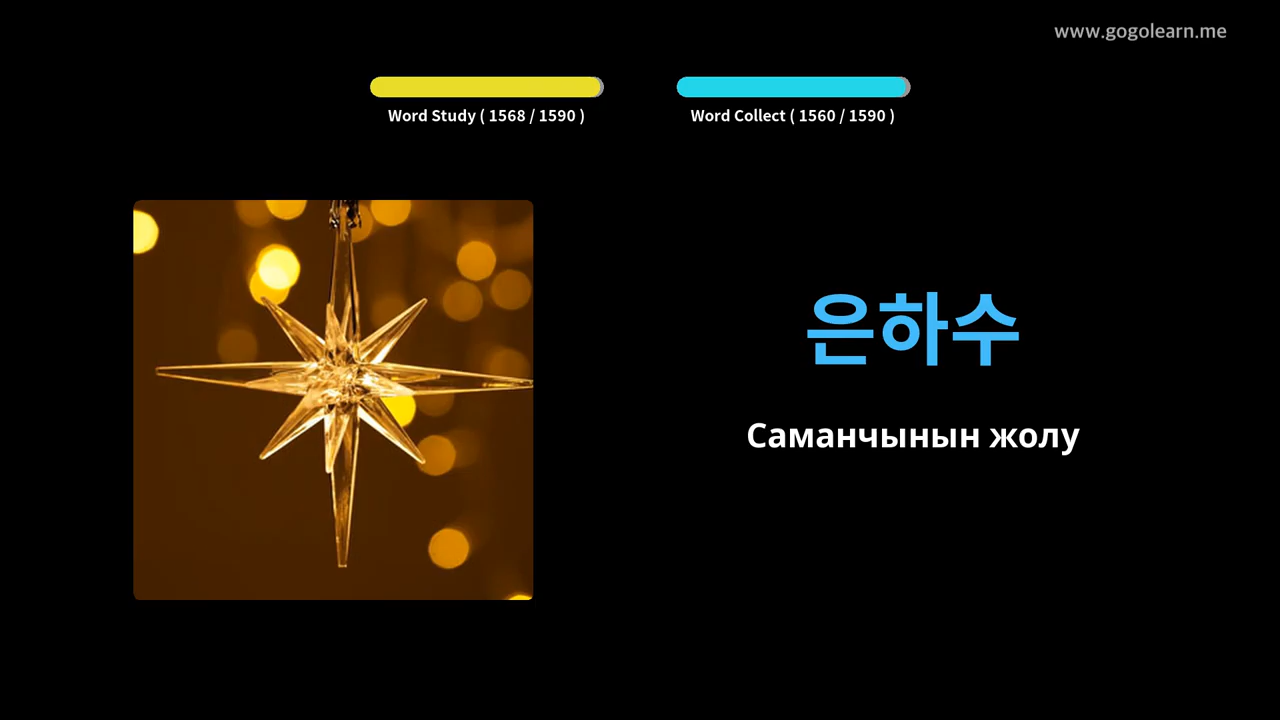 www.gogolearn.me
Word Study ( 1568 / 1590 )
Word Collect ( 1560 / 1590 )
은하수
Саманчынын жолу